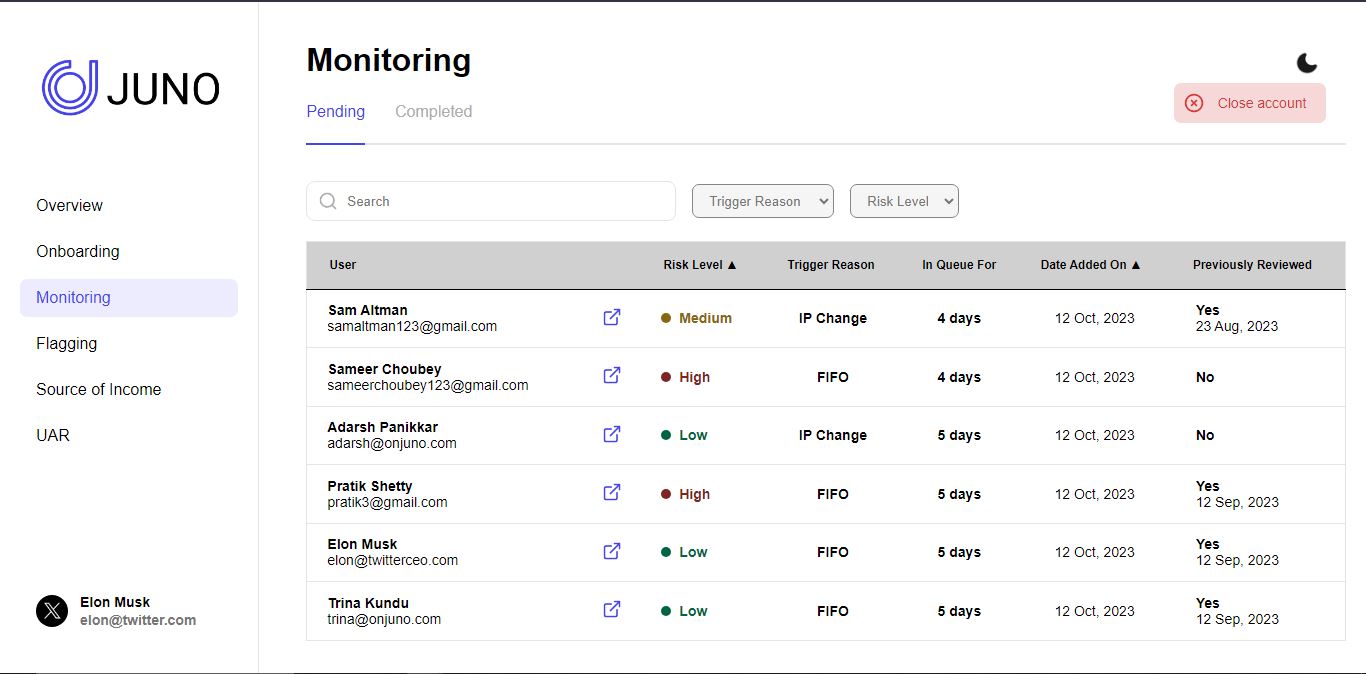 JUNO
Overview
Onboarding
Monitoring
Flagging
Source of Income
UAR
Elon Musk
elon@twitter.com
Monitoring
Pending Completed
Close account
Search Trigger Reason Risk Level
User Risk Level ▲ Trigger Reason In Queue For Date Added On ▲ Previously Reviewed
Sam Altman
samaltman123@gmail.com
Medium IP Change 4 days 12 Oct, 2023
Yes
23 Aug, 2023
Sameer Choubey
sameerchoubey123@gmail.com
High FIFO 4 days 12 Oct, 2023 No
Adarsh Panikkar
adarsh@onjuno.com
Low IP Change 5 days 12 Oct, 2023 No
Pratik Shetty
pratik3@gmail.com
High FIFO 5 days 12 Oct, 2023
Yes
12 Sep, 2023
Elon Musk
elon@twitterceo.com
Low FIFO 5 days 12 Oct, 2023
Yes
12 Sep, 2023
Trina Kundu
trina@onjuno.com
Low FIFO 5 days 12 Oct, 2023
Yes
12 Sep, 2023